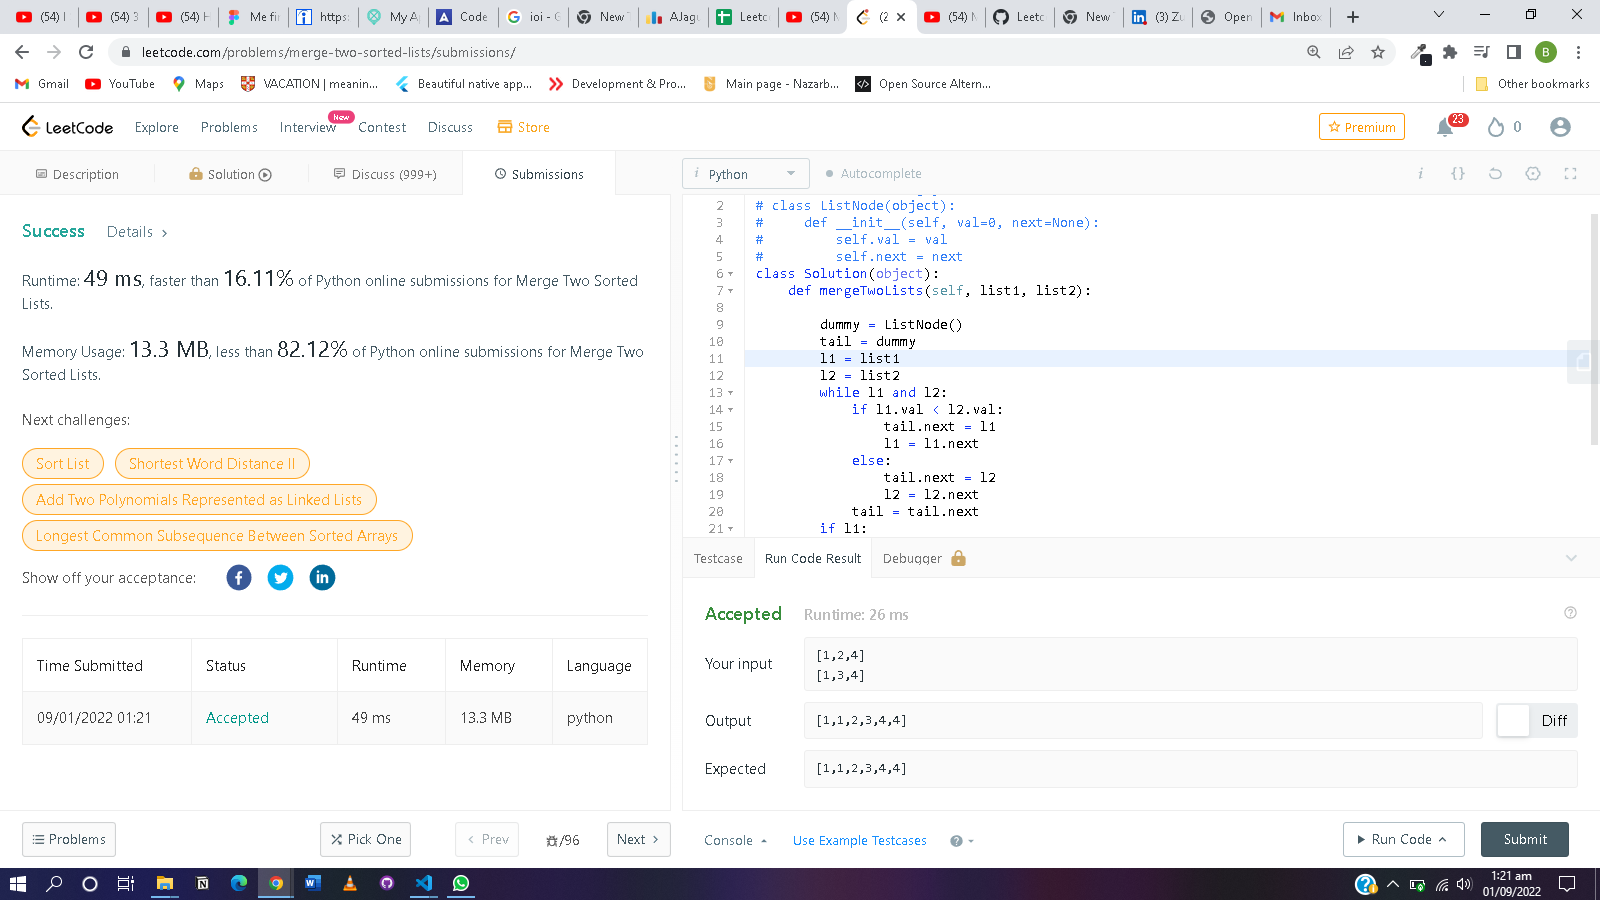 (54) I
(54) 3
(54) H
Me fi
https:
My A
Code
ioi - G
New
AJagu
Leetc
(54) N
(2
(54) N
Leetc
New
(3) Zu
Open
Inbox
leetcode.com/problems/merge-two-sorted-lists/submissions/
B
Gmail
YouTube
Maps
VACATION | meanin...
Beautiful native app...
Development & Pro...
Main page - Nazarb...
Open Source Altern...
Other bookmarks
LeetCode
Explore
Problems
Interview
New
Contest
Discuss
Store
Premium
23
0
Description
Solution
Discuss (999+)
Submissions
i Python
Autocomplete
i {}
Success
Details >
Runtime: 49 ms, faster than 16.11% of Python online submissions for Merge Two Sorted
Lists.
Memory Usage: 13.3 MB, less than 82.12% of Python online submissions for Merge Two
Sorted Lists.
Next challenges:
Sort List
Shortest Word Distance II
Add Two Polynomials Represented as Linked Lists
Longest Common Subsequence Between Sorted Arrays
Show off your acceptance:
Time Submitted Status Runtime Memory Language
09/01/2022 01:21 Accepted 49 ms 13.3 MB python
2 # class ListNode(object):
3 #     def __init__(self, val=0, next=None):
4 #         self.val = val
5 #         self.next = next
6 class Solution(object):
7     def mergeTwoLists(self, list1, list2):
8
9         dummy = ListNode()
10         tail = dummy
11         l1 = list1
12         l2 = list2
13         while l1 and l2:
14             if l1.val < l2.val:
15                 tail.next = l1
16                 l1 = l1.next
17             else:
18                 tail.next = l2
19                 l2 = l2.next
20             tail = tail.next
21         if l1:
Testcase
Run Code Result
Debugger
Accepted
Runtime: 26 ms
Your input
[1,2,4]
[1,3,4]
Output
[1,1,2,3,4,4]
Diff
Expected
[1,1,2,3,4,4]
Problems
Pick One
< Prev
/96
Next >
Console
Use Example Testcases
Run Code
Submit
1:21 am
01/09/2022